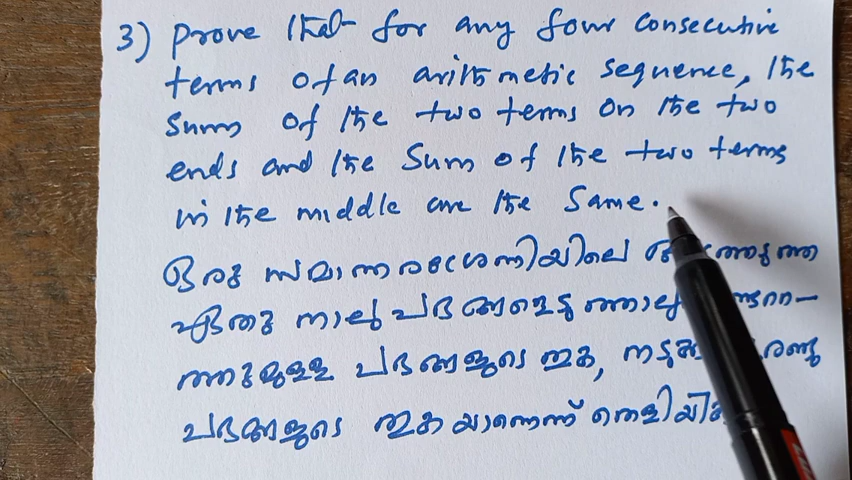 3) Prove that for any four consecutive
terms of an arithmetic sequence, the
sum of the two terms on the two
ends and the sum of the two terms
in the middle are the same.
ഒരു സമാന്തരശ്രേണിയിലെ
ഏതു നാലു പദങ്ങളെടുത്താലും
ത്തുമുള്ള പദങ്ങളുടെ തുക,
പദങ്ങളുടെ തുകയാണെന്ന്